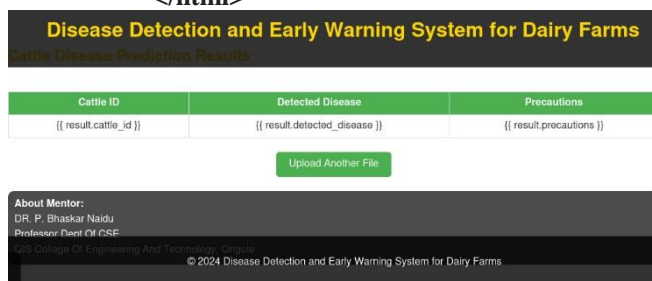 </html>
Disease Detection and Early Warning System for Dairy Farms
Cattle Disease Prediction Results
Cattle ID Detected Disease Precautions
{{ result.cattle_id }} {{ result.detected_disease }} {{ result.precautions }}
Upload Another File
About Mentor:
DR. P. Bhaskar Naidu
Professor Dept Of CSE
QIS College Of Engineering And Technology, Ongole
© 2024 Disease Detection and Early Warning System for Dairy Farms